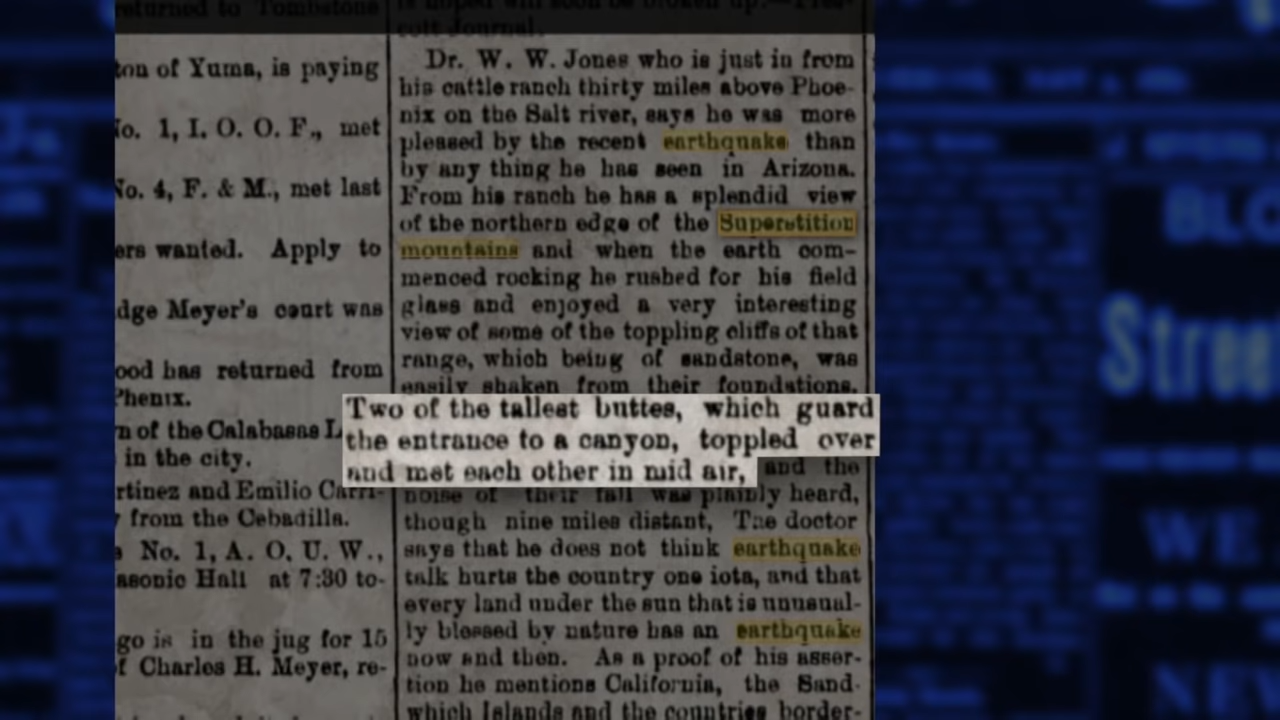 returned to Tombstone
ton of Yuma, is paying
No. 1, I. O. O. F., met
No. 4, F. & M., met last
ers wanted. Apply to
dge Meyer's court was
ood has returned from
Phenix.
n of the Calabasas L
in the city.
rtinez and Emilio Carri-
from the Cebadilla.
No. 1, A. O. U. W.,
asonic Hall at 7:30 to-
go is in the jug for 15
f Charles H. Meyer, re-
is hoped will soon be broken up.—Pres-
cott Journal.
Dr. W. W. Jones who is just in from
his cattle ranch thirty miles above Phoe-
nix on the Salt river, says he was more
pleased by the recent earthquake than
by any thing he has seen in Arizona.
From his ranch he has a splendid view
of the northern edge of the Superstition
mountains and when the earth com-
menced rocking he rushed for his field
glass and enjoyed a very interesting
view of some of the toppling cliffs of that
range, which being of sandstone, was
easily shaken from their foundations.
Two of the tallest buttes, which guard
the entrance to a canyon, toppled over
and met each other in mid air, and the
noise of their fall was plainly heard,
though nine miles distant, The doctor
says that he does not think earthquake
talk hurts the country one iota, and that
every land under the sun that is unusual-
ly blessed by nature has an earthquake
now and then. As a proof of his asser-
tion he mentions California, the Sand-
which Islands and the countries border-
BLO
Stree
WE
NEW